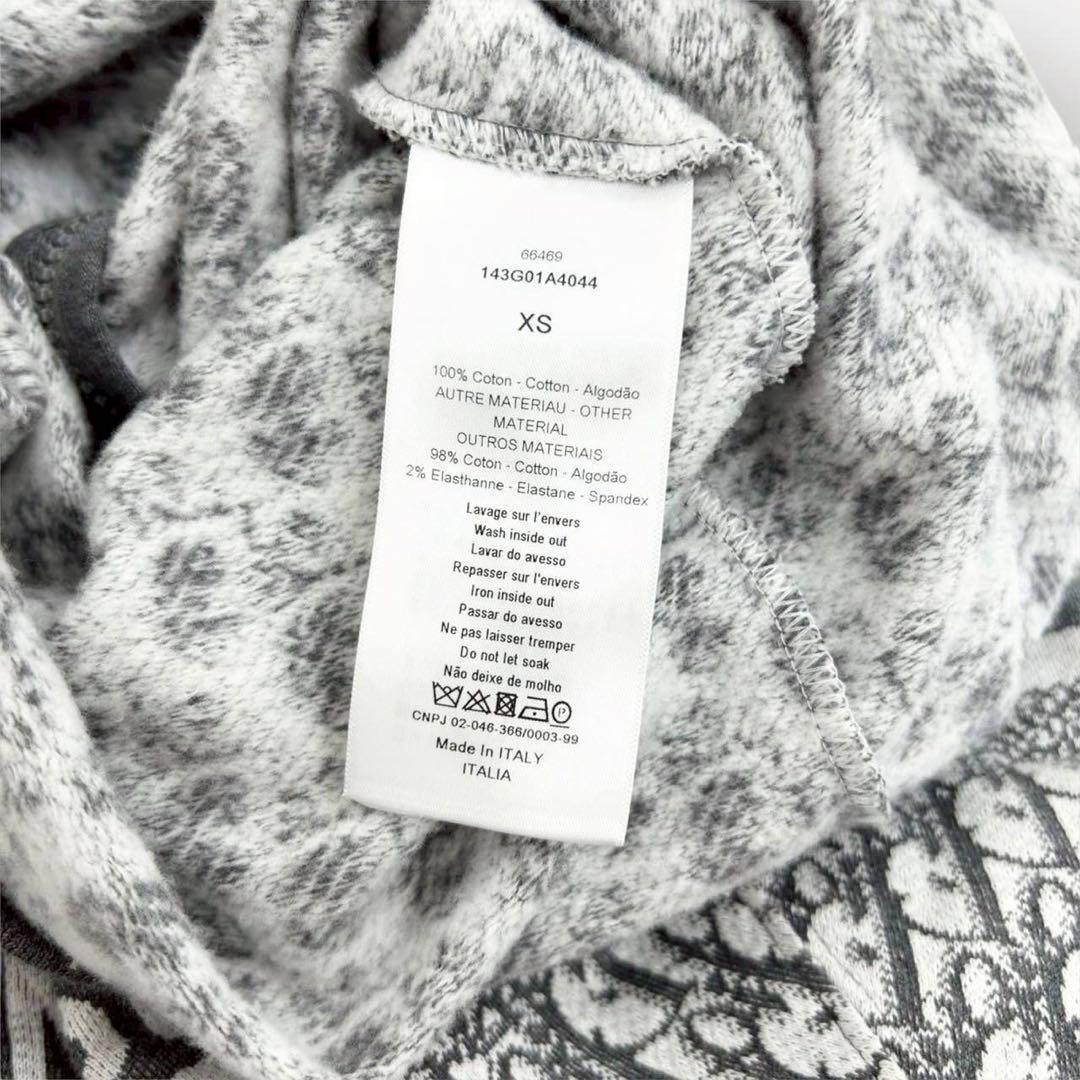 66469
143G01A4044
XS
100% Coton - Cotton - Algodão
AUTRE MATERIAU - OTHER
MATERIAL
OUTROS MATERIAIS
98% Coton - Cotton - Algodão
2% Elasthanne - Elastane - Spandex
Lavage sur l'envers
Wash inside out
Lavar do avesso
Repasser sur l'envers
Iron inside out
Passar do avesso
Ne pas laisser tremper
Do not let soak
Não deixe de molho
P
CNPJ 02-046-366/0003-99
Made In ITALY
ITALIA